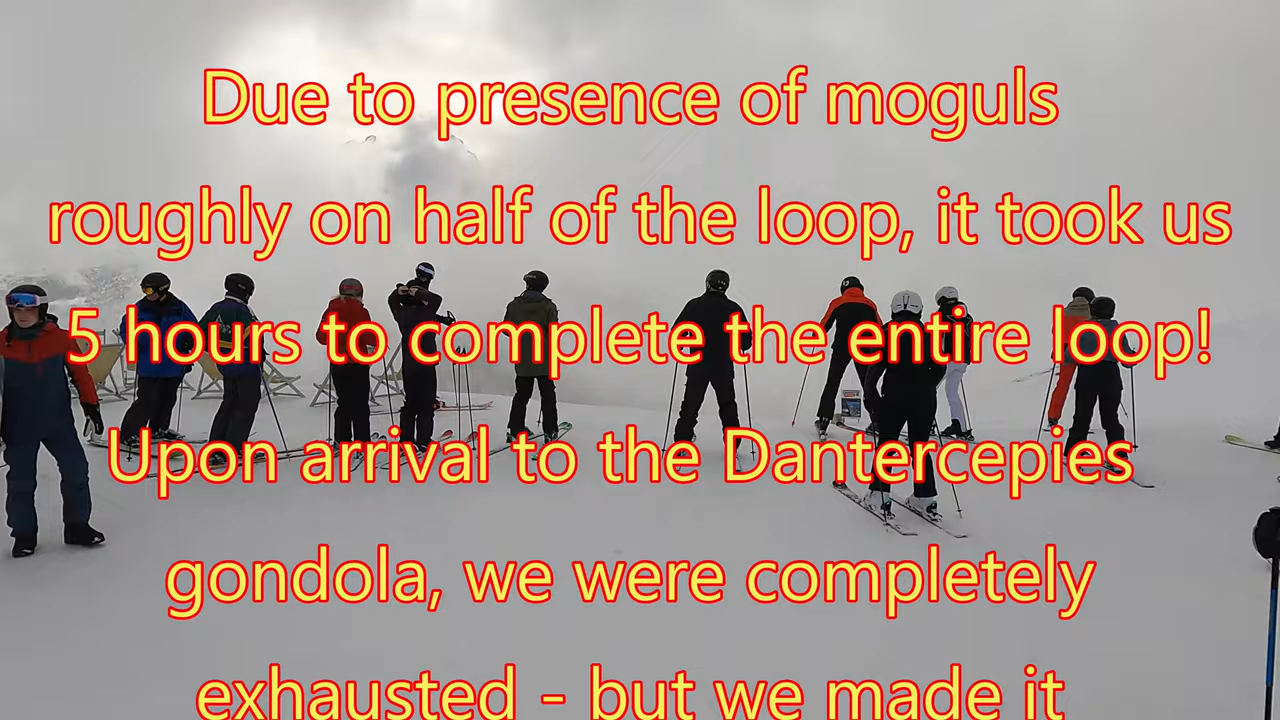 Due to presence of moguls
roughly on half of the loop, it took us
5 hours to complete the entire loop!
Upon arrival to the Dantercepies
gondola, we were completely
exhausted - but we made it